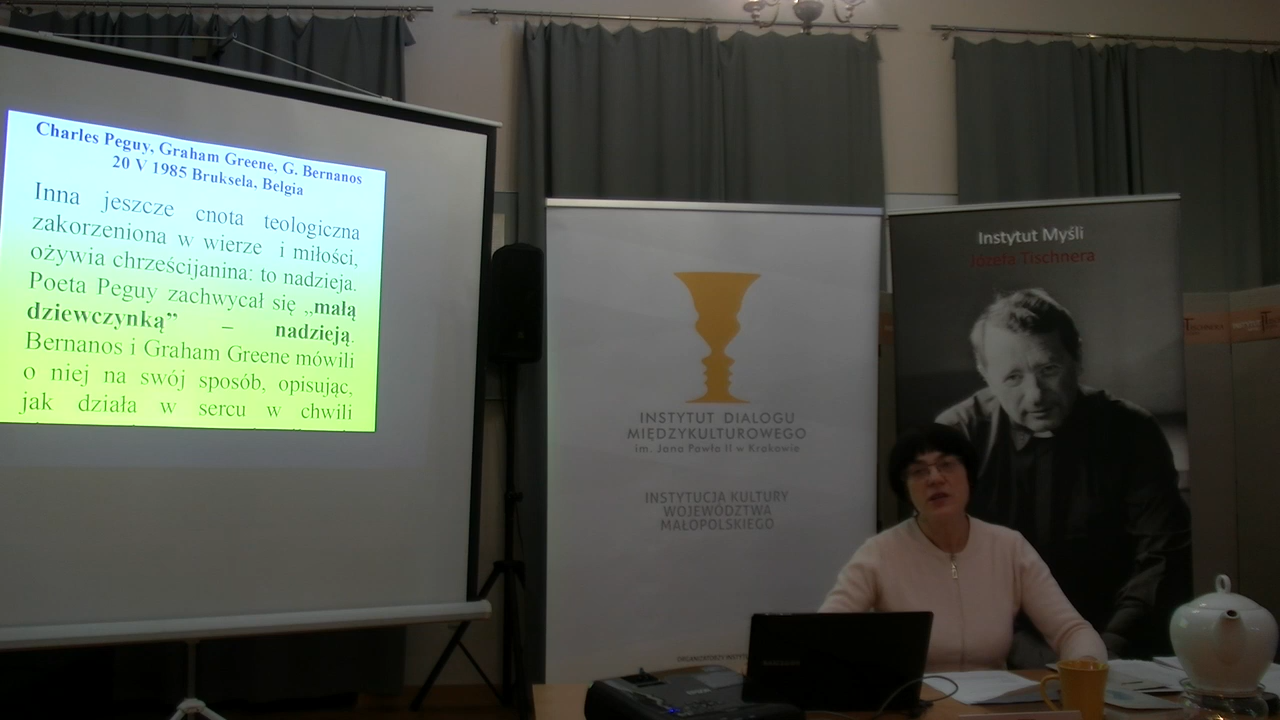 Charles Peguy, Graham Greene, G. Bernanos
20 V 1985 Bruksela, Belgia
Inna jeszcze cnota teologiczna
zakorzeniona w wierze i miłości,
ożywia chrześcijanina: to nadzieja.
Poeta Peguy zachwycał się „małą
dziewczynką” – nadzieją.
Bernanos i Graham Greene mówili
o niej na swój sposób, opisując,
jak działa w sercu w chwili
INSTYTUT DIALOGU
MIĘDZYKULTUROWEGO
im. Jana Pawła II w Krakowie
INSTYTUCJA KULTURY
WOJEWÓDZTWA
MAŁOPOLSKIEGO
Instytut Myśli
Józefa Tischnera